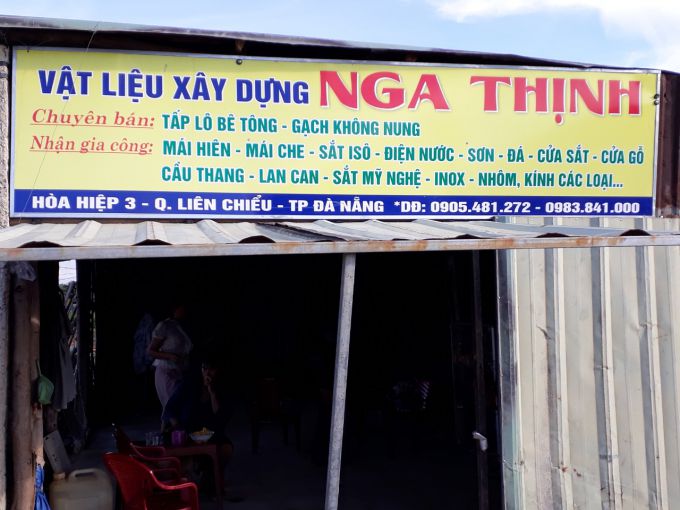 VẬT LIỆU XÂY DỰNG NGA THỊNH
Chuyên bán: TẤP LÔ BÊ TÔNG - GẠCH KHÔNG NUNG
Nhận gia công: MÁI HIÊN - MÁI CHE - SẮT ISÔ - ĐIỆN NƯỚC - SƠN - ĐÁ - CỬA SẮT - CỬA GỖ
CẦU THANG - LAN CAN - SẮT MỸ NGHỆ - INOX - NHÔM, KÍNH CÁC LOẠI...
HÒA HIỆP 3 - Q. LIÊN CHIỂU - TP ĐÀ NẴNG *DĐ: 0905.481.272 - 0983.841.000